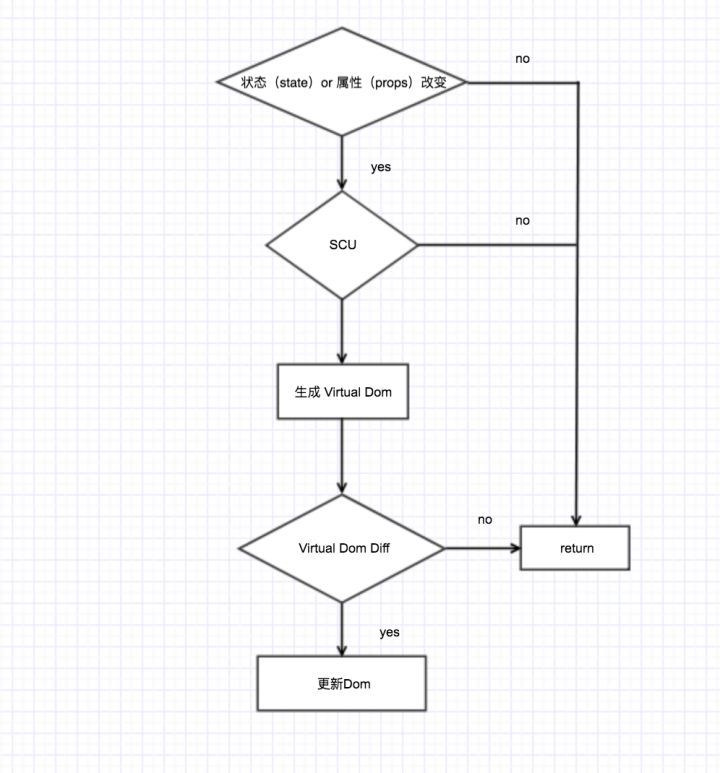 no
状态（state）or 属性（props）改变
yes
no
SCU
生成 Virtual Dom
no
Virtual Dom Diff
return
yes
更新Dom